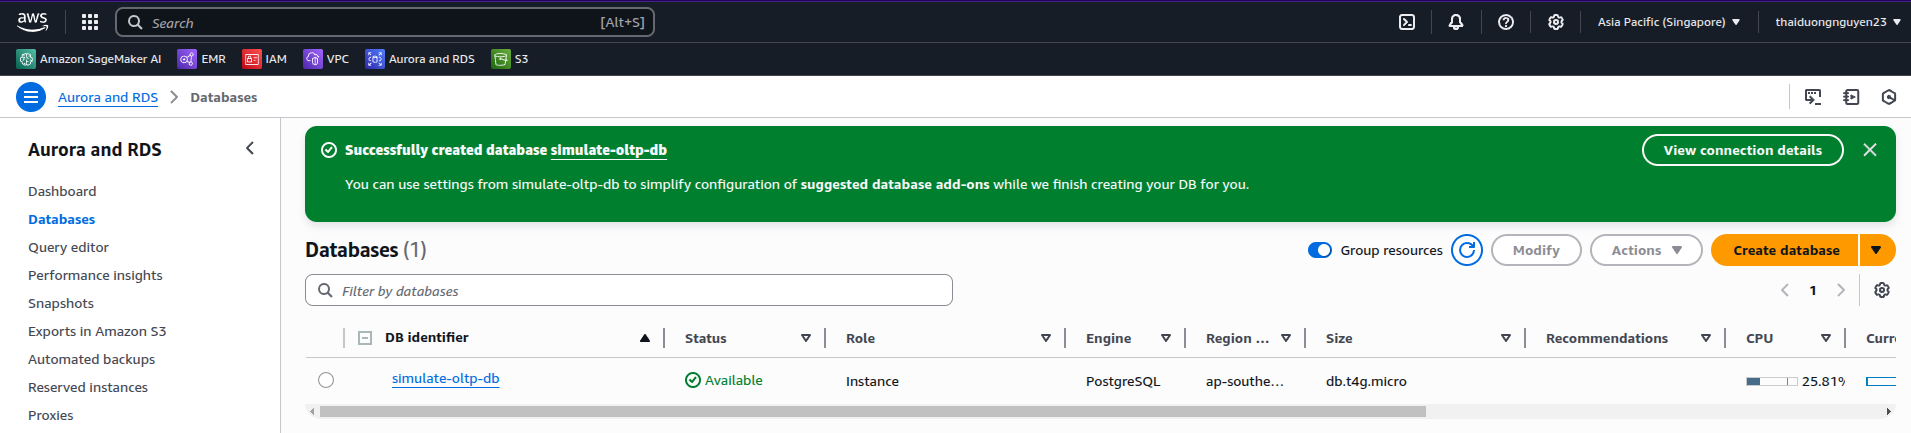 aws
Search [Alt+S]
Asia Pacific (Singapore)
thaiduongnguyen23
Amazon SageMaker AI
EMR
IAM
VPC
Aurora and RDS
S3
Aurora and RDS
Databases
Aurora and RDS
Dashboard
Databases
Query editor
Performance insights
Snapshots
Exports in Amazon S3
Automated backups
Reserved instances
Proxies
Successfully created database simulate-oltp-db
View connection details
You can use settings from simulate-oltp-db to simplify configuration of suggested database add-ons while we finish creating your DB for you.
Databases (1)
Group resources
Modify
Actions
Create database
Filter by databases
1
DB identifier Status Role Engine Region ... Size Recommendations CPU Curr
simulate-oltp-db Available Instance PostgreSQL ap-southe... db.t4g.micro 25.81%